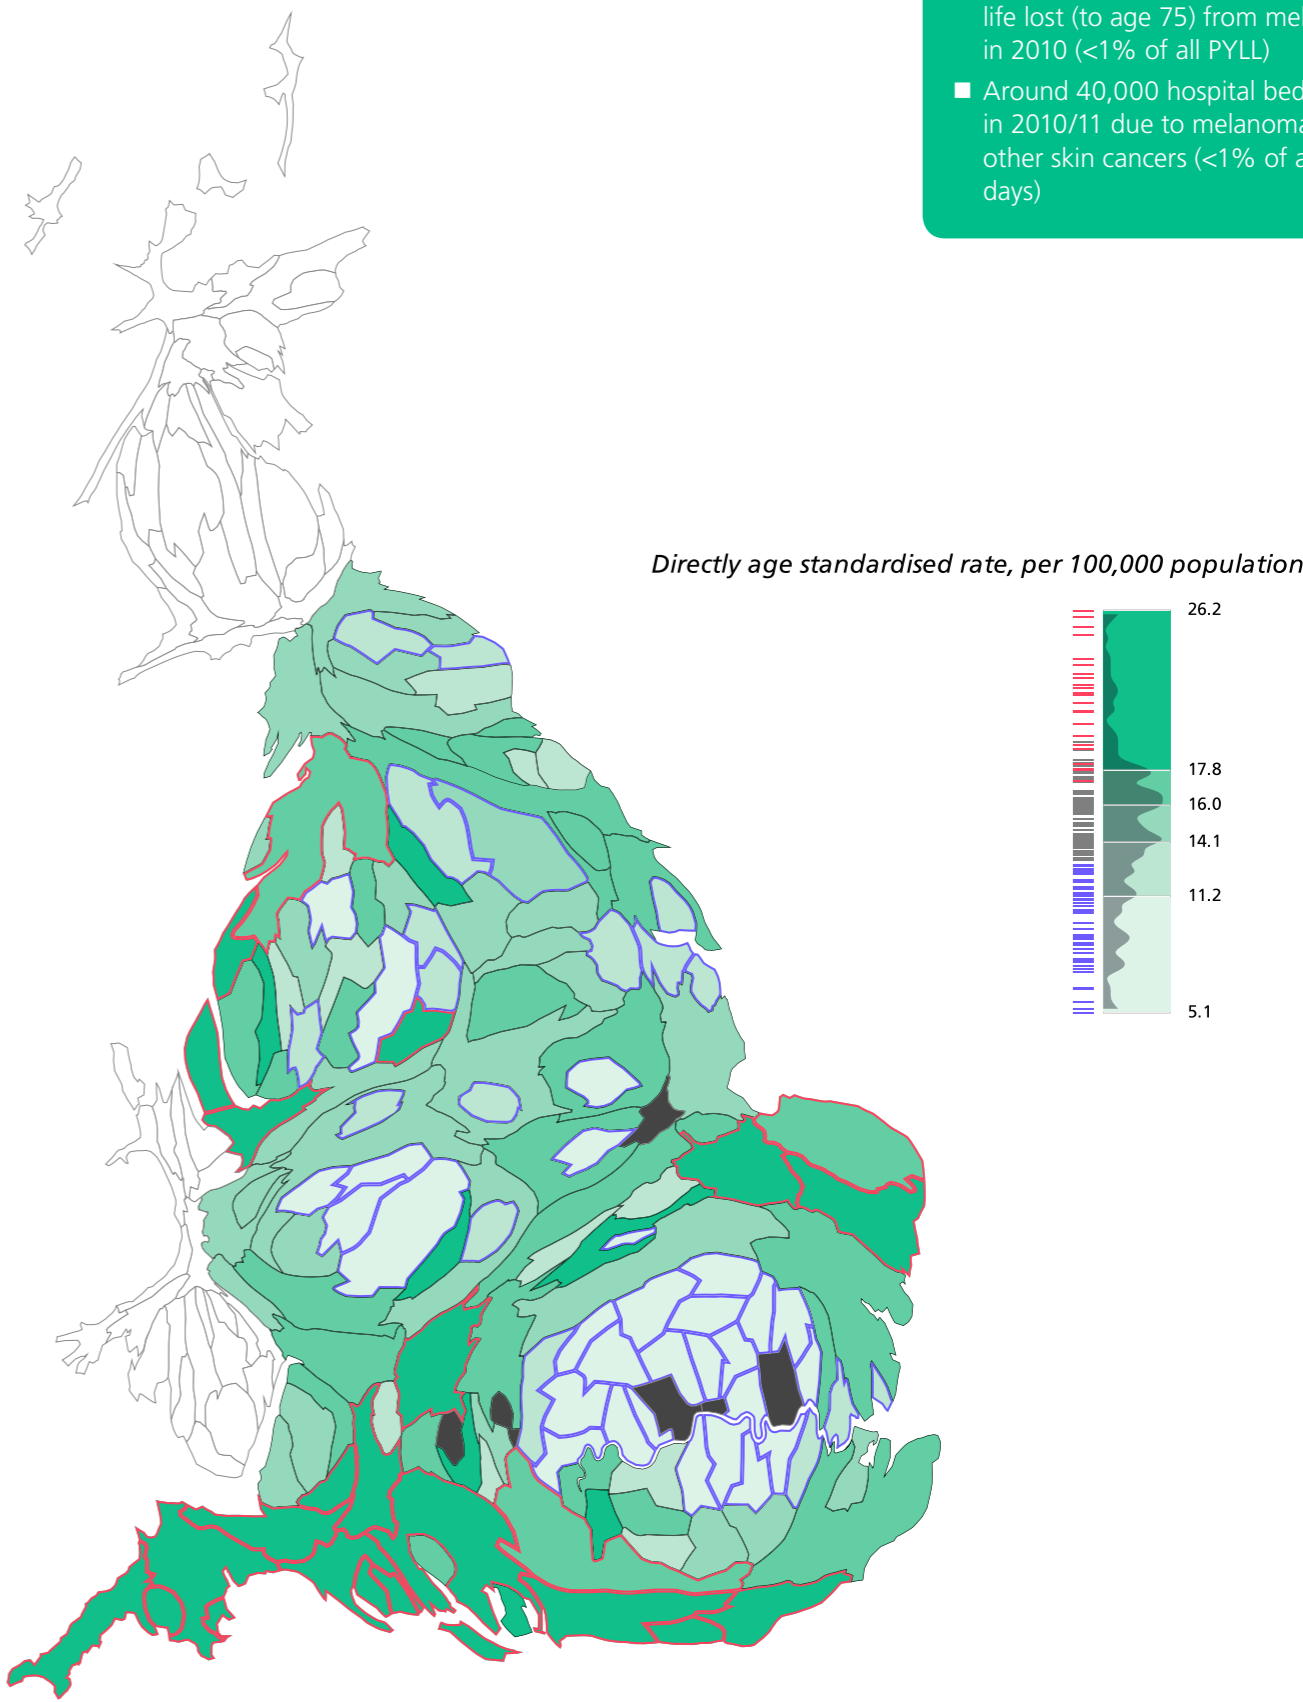 life lost (to age 75) from me
in 2010 (<1% of all PYLL)
■ Around 40,000 hospital bed
in 2010/11 due to melanoma
other skin cancers (<1% of a
days)
Directly age standardised rate, per 100,000 population
26.2
17.8
16.0
14.1
11.2
5.1